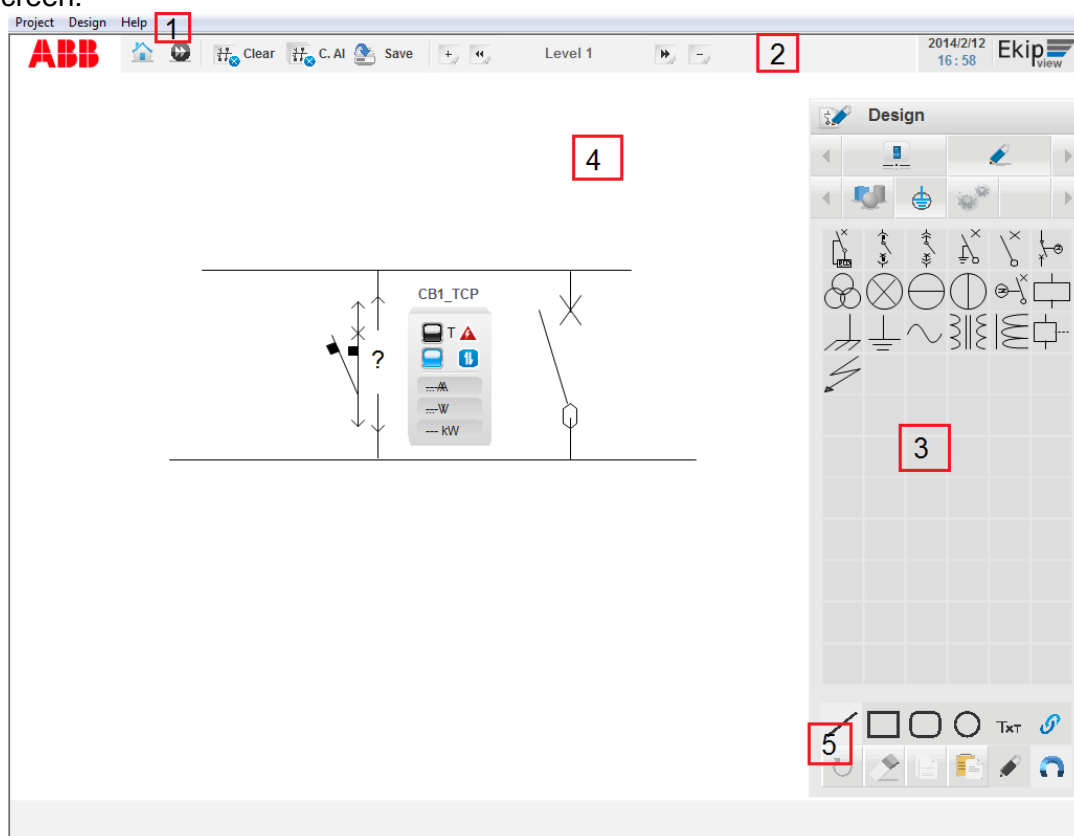 creen.
Project Design Help
1
ABB Clear C. Al Save + Level 1 - 2 2014/2/12 Ekip
16 : 58 view
Design
4
CB1_TCP
T
?
---W
--- kW
3
TXT
5